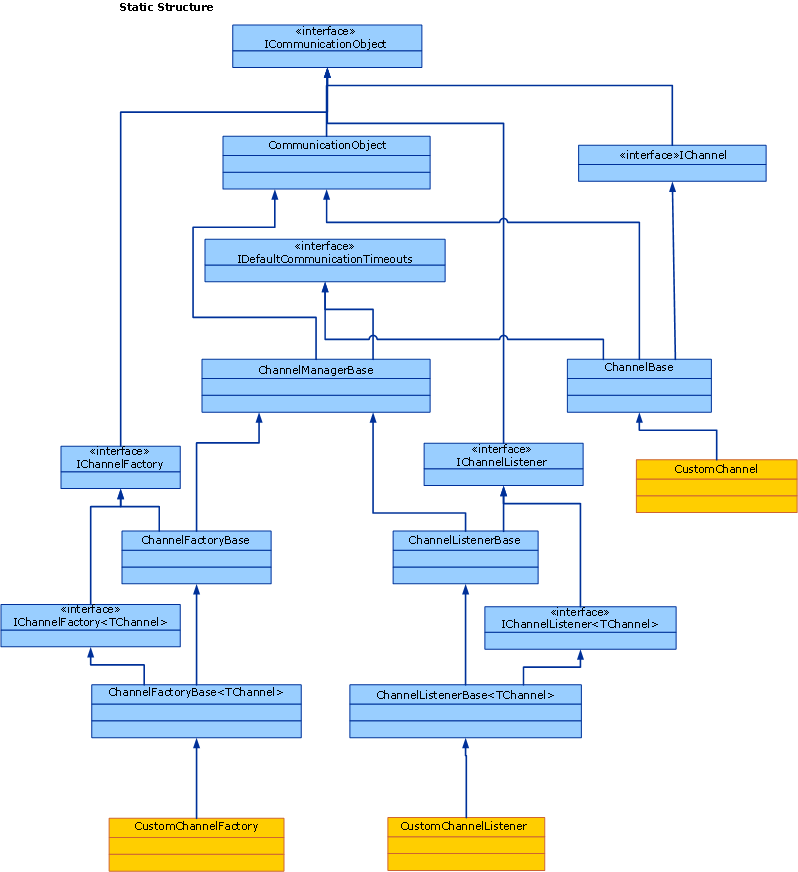 Static Structure
«interface»
ICommunicationObject
CommunicationObject
«interface»IChannel
«interface»
IDefaultCommunicationTimeouts
ChannelManagerBase
ChannelBase
«interface»
IChannelFactory
«interface»
IChannelListener
CustomChannel
ChannelFactoryBase
ChannelListenerBase
«interface»
IChannelFactory<TChannel>
«interface»
IChannelListener<TChannel>
ChannelFactoryBase<TChannel>
ChannelListenerBase<TChannel>
CustomChannelFactory
CustomChannelListener